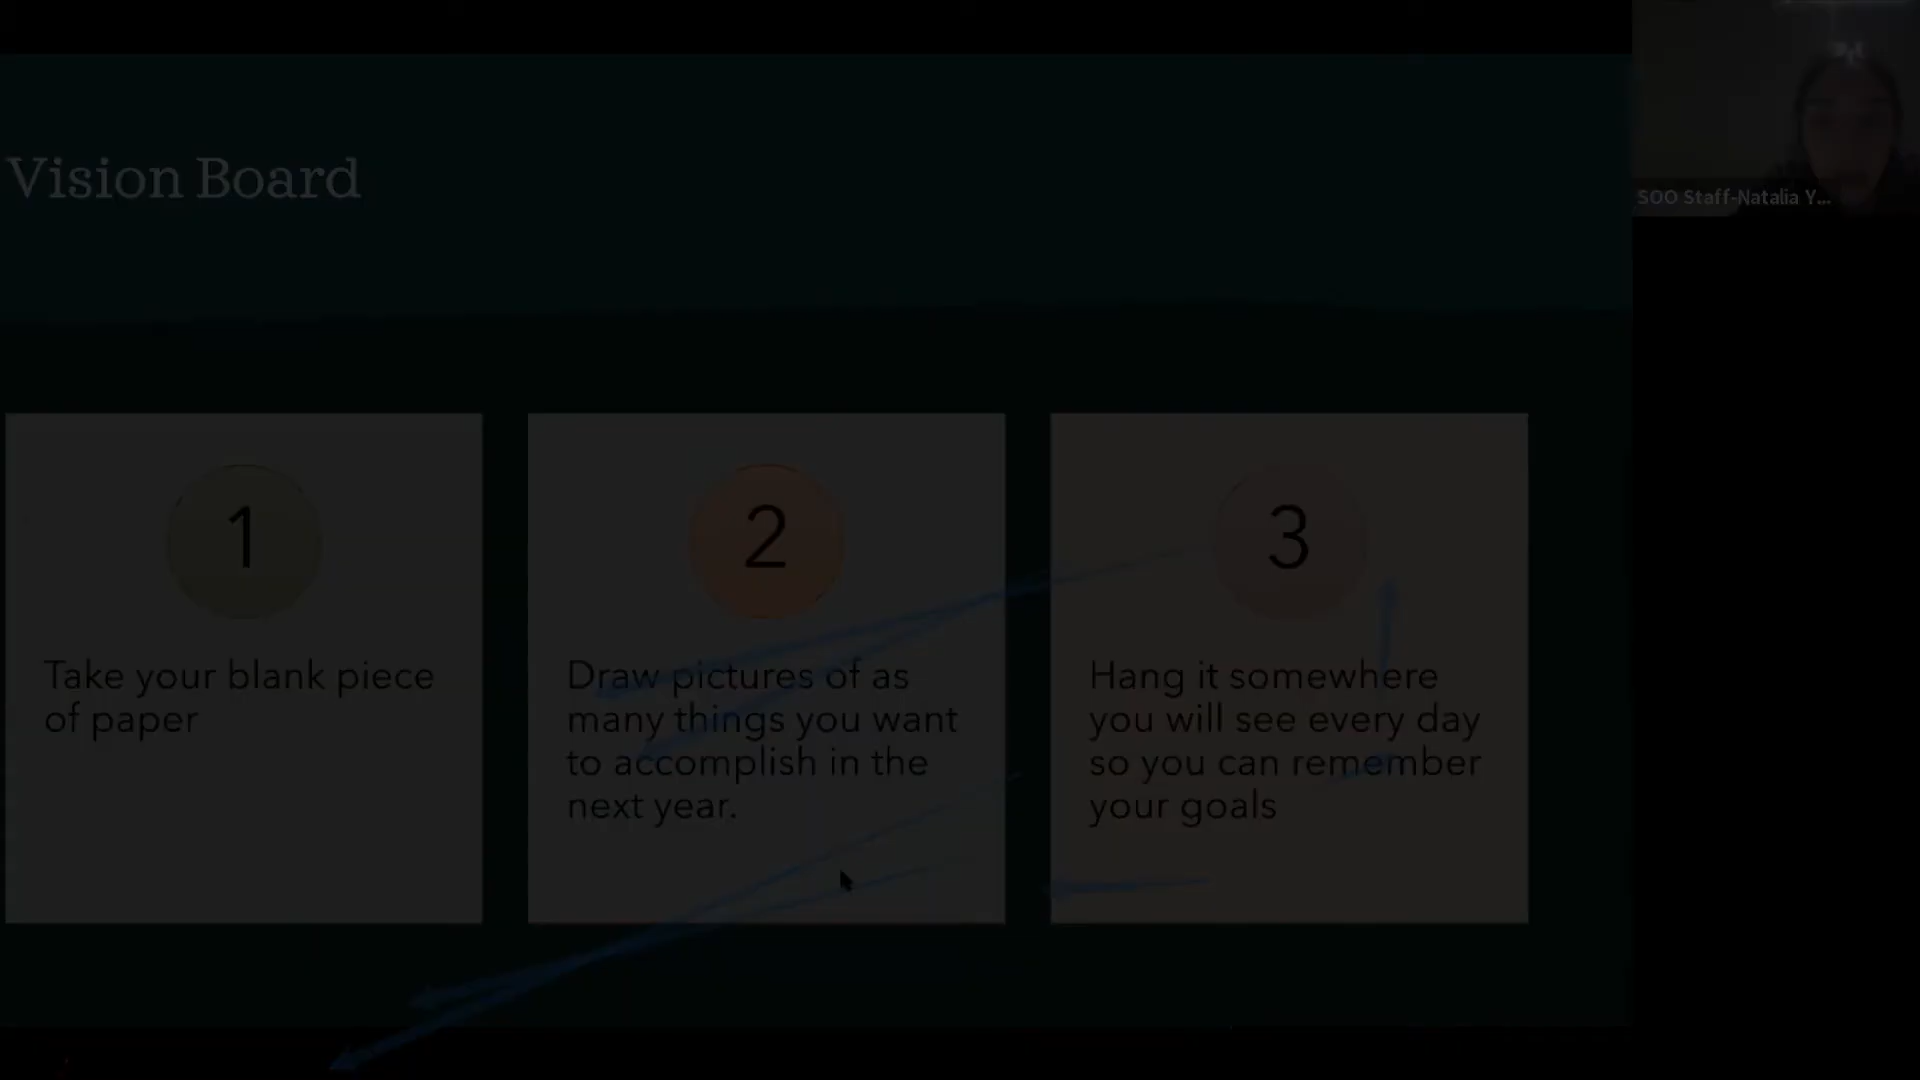 Vision Board
SOO Staff-Natalia Y...
1
Take your blank piece
of paper
2
Draw pictures of as
many things you want
to accomplish in the
next year.
3
Hang it somewhere
you will see every day
so you can remember
your goals